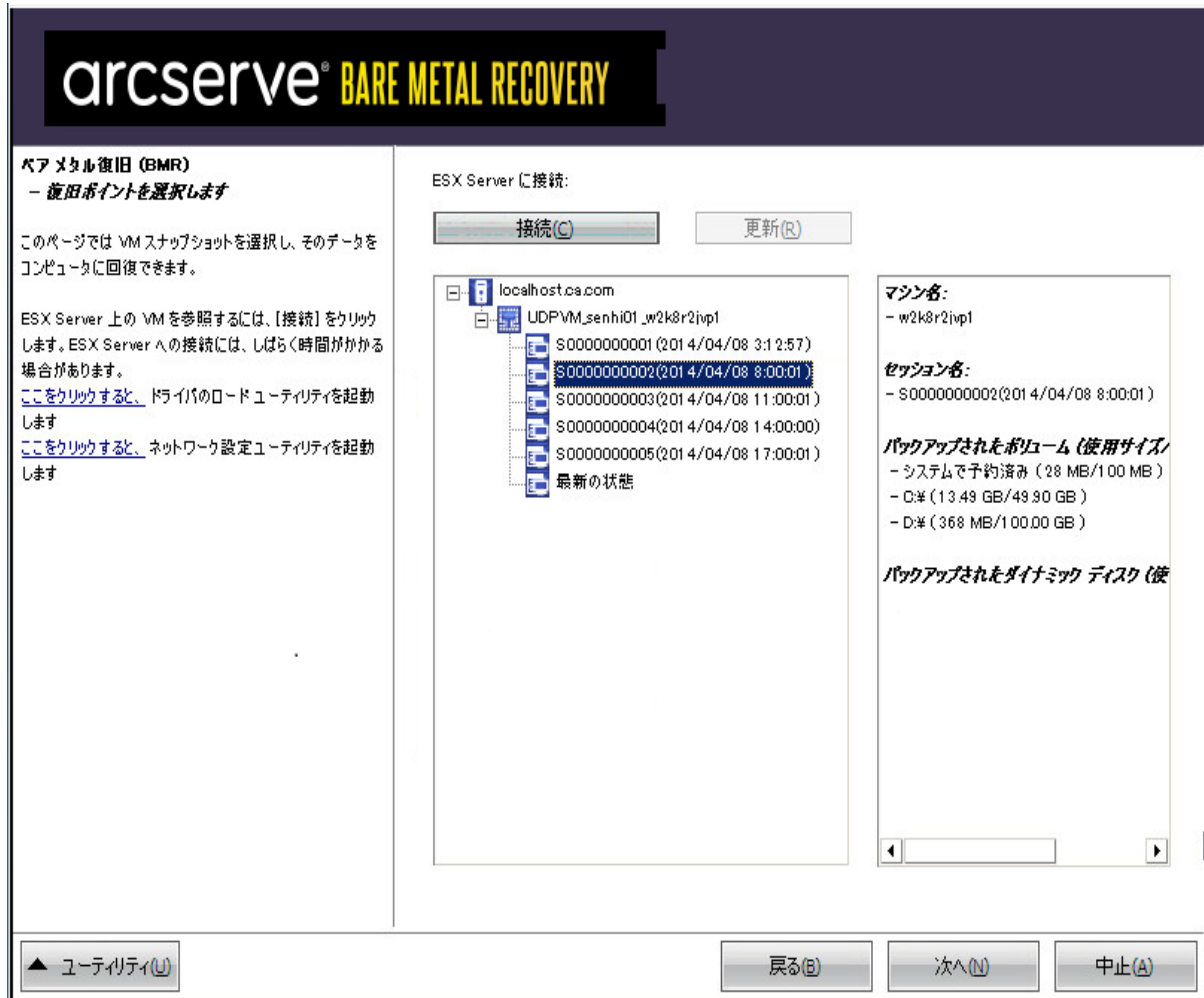 arcserve® BARE METAL RECOVERY
ベア メタル復旧 (BMR)
- 復旧ポイントを選択します
このページでは VM スナップショットを選択し、そのデータを
コンピュータに回復できます。
ESX Server 上の VM を参照するには、[接続] をクリック
します。ESX Server への接続には、しばらく時間がかかる
場合があります。
ここをクリックすると、ドライバのロード ユーティリティを起動
します
ここをクリックすると、ネットワーク設定ユーティリティを起動
します
ESX Server に接続:
接続(C)
更新(R)
localhost.ca.com
UDPVM_senhi01_w2k8r2jvp1
S0000000001(2014/04/08 3:12:57)
S0000000002(2014/04/08 8:00:01)
S0000000003(2014/04/08 11:00:01)
S0000000004(2014/04/08 14:00:00)
S0000000005(2014/04/08 17:00:01)
最新の状態
マシン名:
- w2k8r2jvp1
セッション名:
- S0000000002(2014/04/08 8:00:01)
バックアップされたボリューム (使用サイズ/
- システムで予約済み (28 MB/100 MB)
- C:¥ (13.49 GB/49.90 GB)
- D:¥ (368 MB/100.00 GB)
バックアップされたダイナミック ディスク (使
ユーティリティ(U)
戻る(B)
次へ(N)
中止(A)